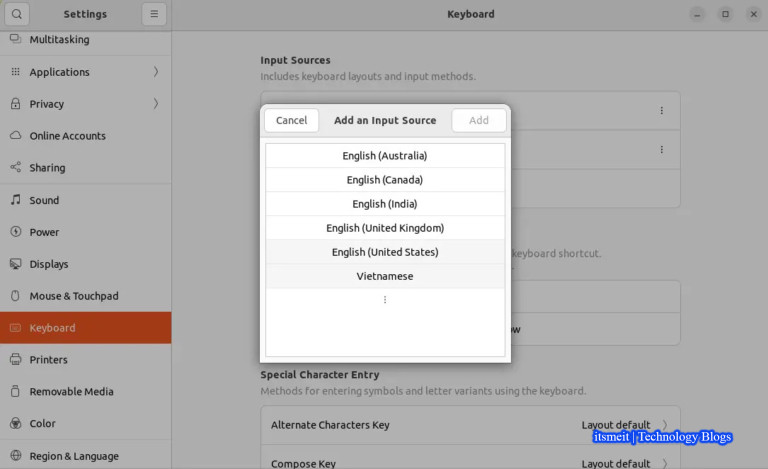 Settings
Keyboard
Multitasking
Applications
Privacy
Online Accounts
Sharing
Sound
Power
Displays
Mouse & Touchpad
Keyboard
Printers
Removable Media
Color
Region & Language
Input Sources
Includes keyboard layouts and input methods.
Cancel
Add an Input Source
Add
English (Australia)
English (Canada)
English (India)
English (United Kingdom)
English (United States)
Vietnamese
keyboard shortcut.
Special Character Entry
Methods for entering symbols and letter variants using the keyboard.
Alternate Characters Key
Layout default
Compose Key
Layout default
itsmeit | Technology Blogs